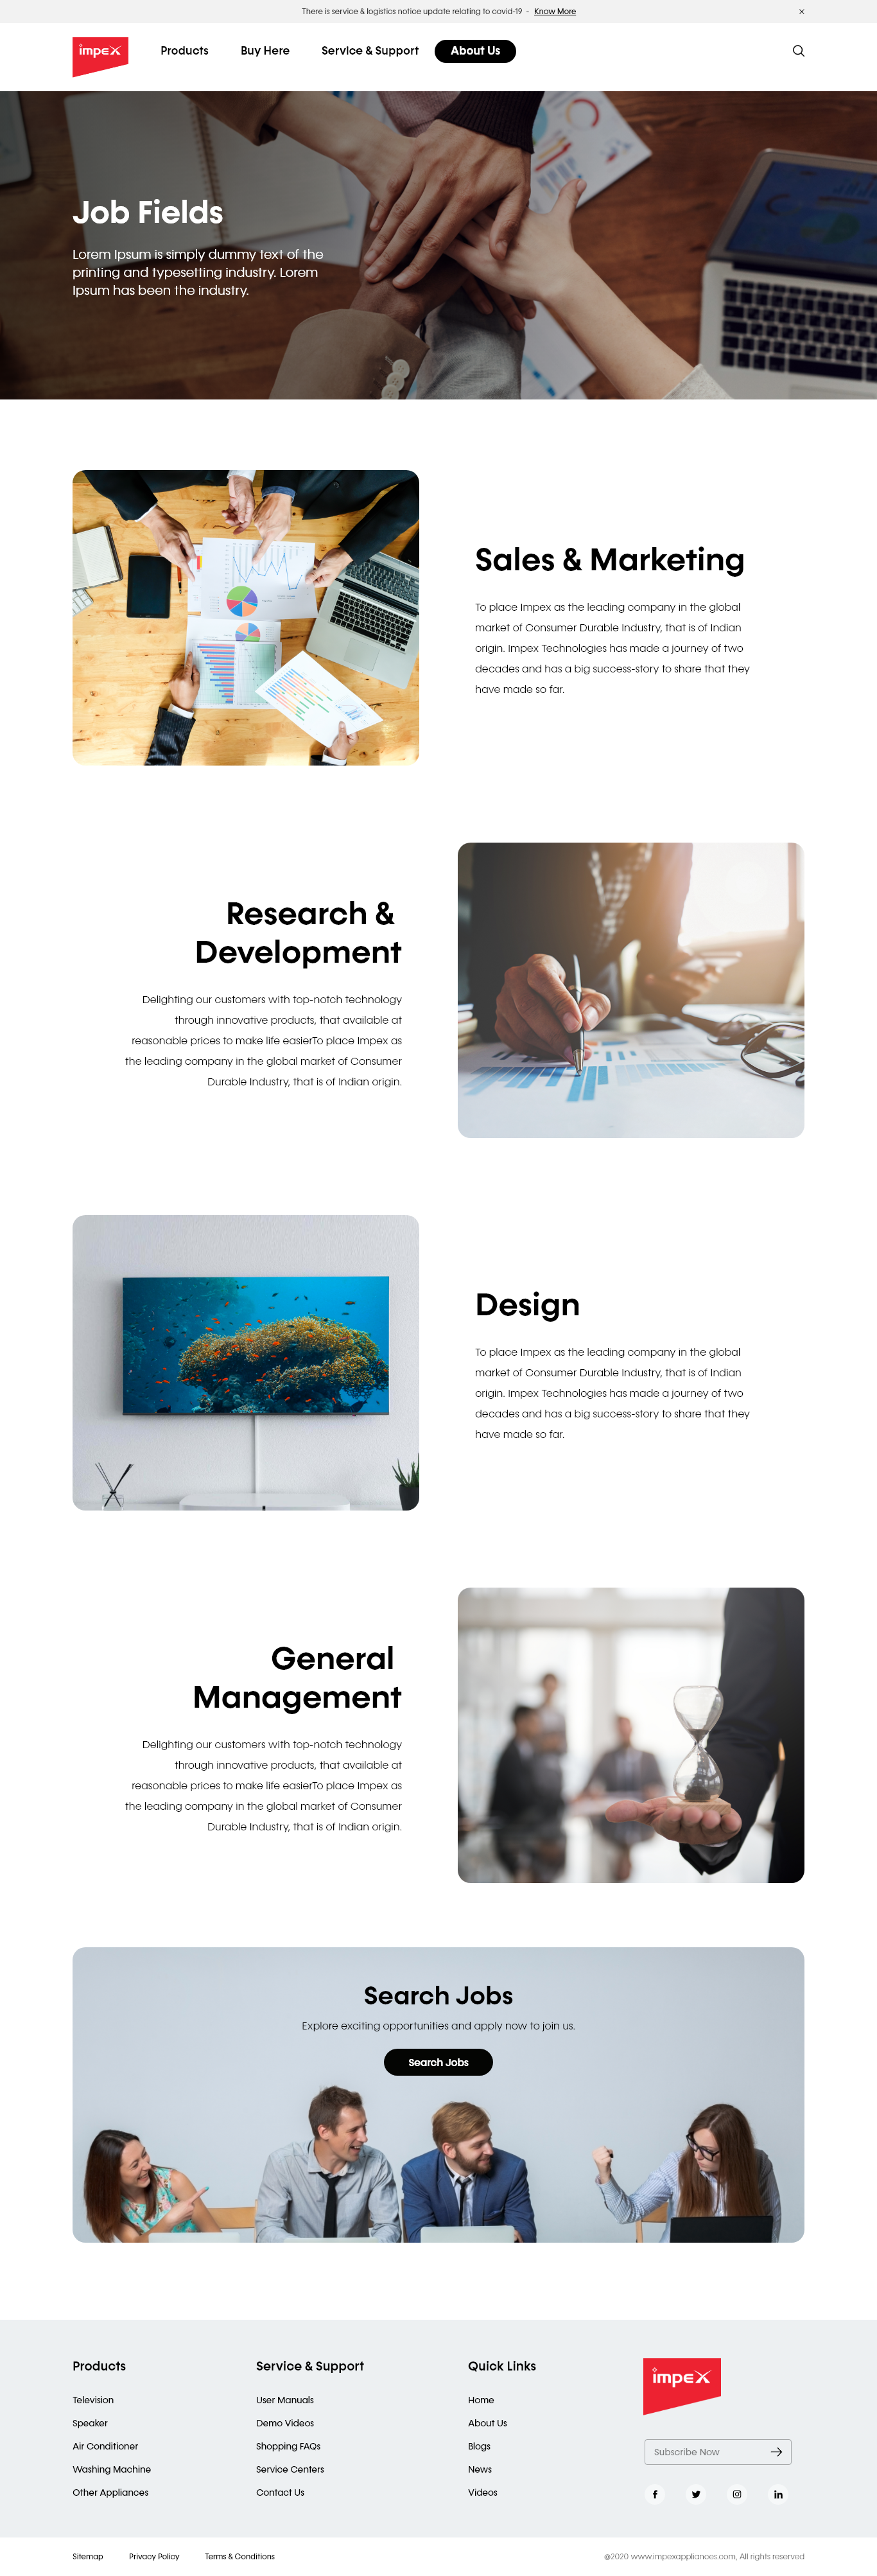 There is service & logistics notice update relating to covid-19 - Know More
impex
Products
Buy Here
Service & Support
About Us
Job Fields
Lorem Ipsum is simply dummy text of the
printing and typesetting industry. Lorem
Ipsum has been the industry.
Sales & Marketing
To place Impex as the leading company in the global
market of Consumer Durable Industry, that is of Indian
origin. Impex Technologies has made a journey of two
decades and has a big success-story to share that they
have made so far.
Research &
Development
Delighting our customers with top-notch technology
through innovative products, that available at
reasonable prices to make life easierTo place Impex as
the leading company in the global market of Consumer
Durable Industry, that is of Indian origin.
Design
To place Impex as the leading company in the global
market of Consumer Durable Industry, that is of Indian
origin. Impex Technologies has made a journey of two
decades and has a big success-story to share that they
have made so far.
General
Management
Delighting our customers with top-notch technology
through innovative products, that available at
reasonable prices to make life easierTo place Impex as
the leading company in the global market of Consumer
Durable Industry, that is of Indian origin.
Search Jobs
Explore exciting opportunities and apply now to join us.
Search Jobs
Products
Television
Speaker
Air Conditioner
Washing Machine
Other Appliances
Service & Support
User Manuals
Demo Videos
Shopping FAQs
Service Centers
Contact Us
Quick Links
Home
About Us
Blogs
News
Videos
impex
Subscribe Now
Sitemap
Privacy Policy
Terms & Conditions
@2020 www.impexappliances.com, All rights reserved